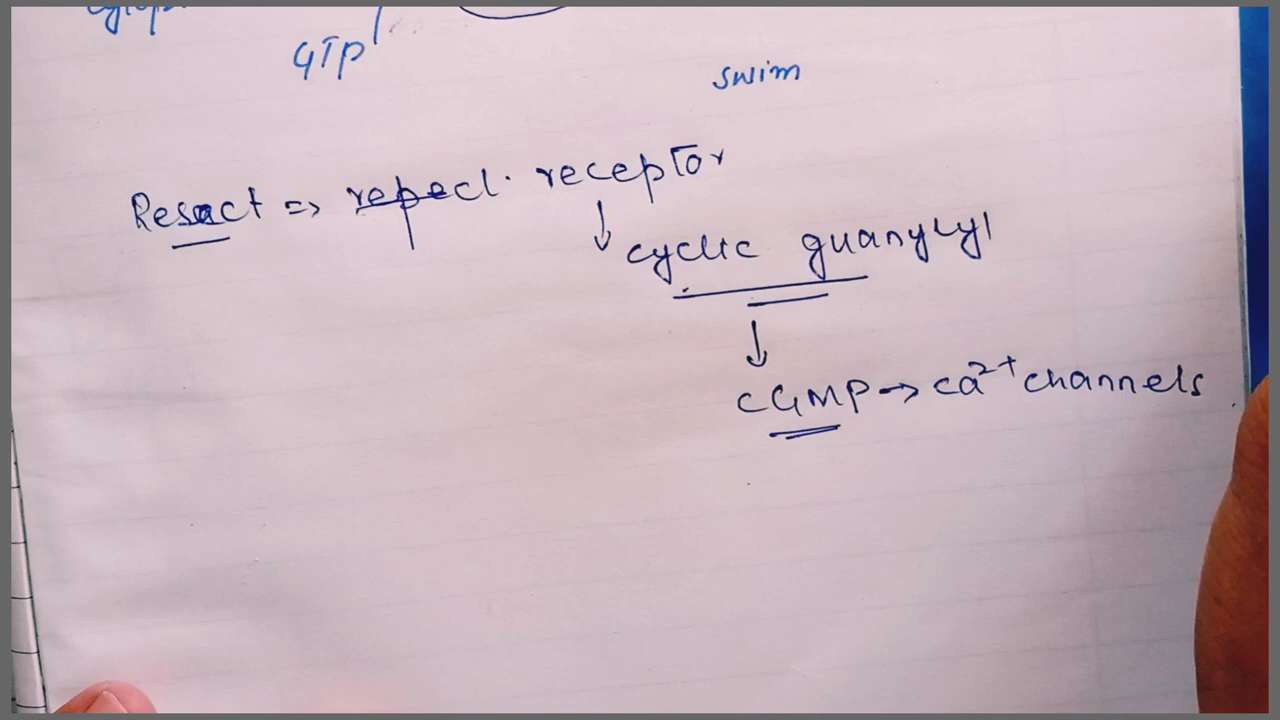 GTP
swim
Resact => repecl. receptor
↓ cyclic guanylyl
↓
cGMP → ca²⁺ channels